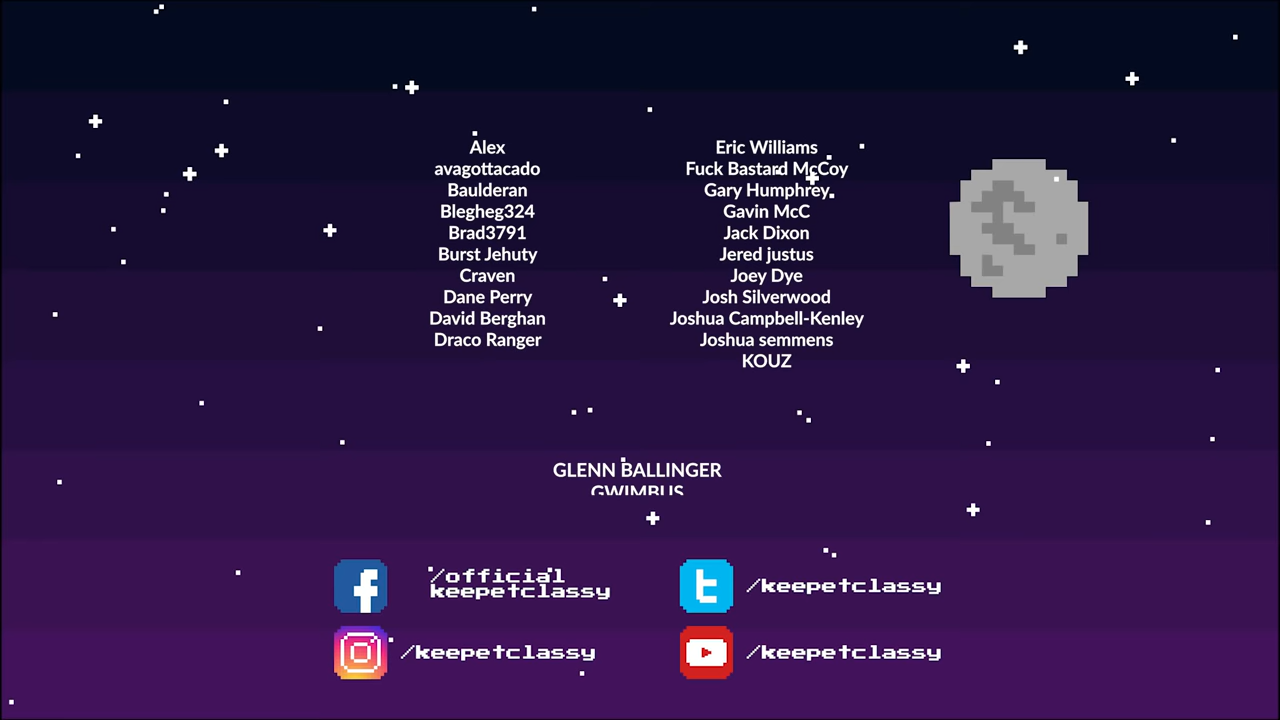 Alex
avagottacado
Baulderan
Blegheg324
Brad3791
Burst Jehuty
Craven
Dane Perry
David Berghan
Draco Ranger
Eric Williams
Fuck Bastard McCoy
Gary Humphrey
Gavin McC
Jack Dixon
Jered justus
Joey Dye
Josh Silverwood
Joshua Campbell-Kenley
Joshua semmens
KOUZ
GLENN BALLINGER
GWIMBUS
/official
keepetclassy
/keepetclassy
/keepetclassy
/keepetclassy